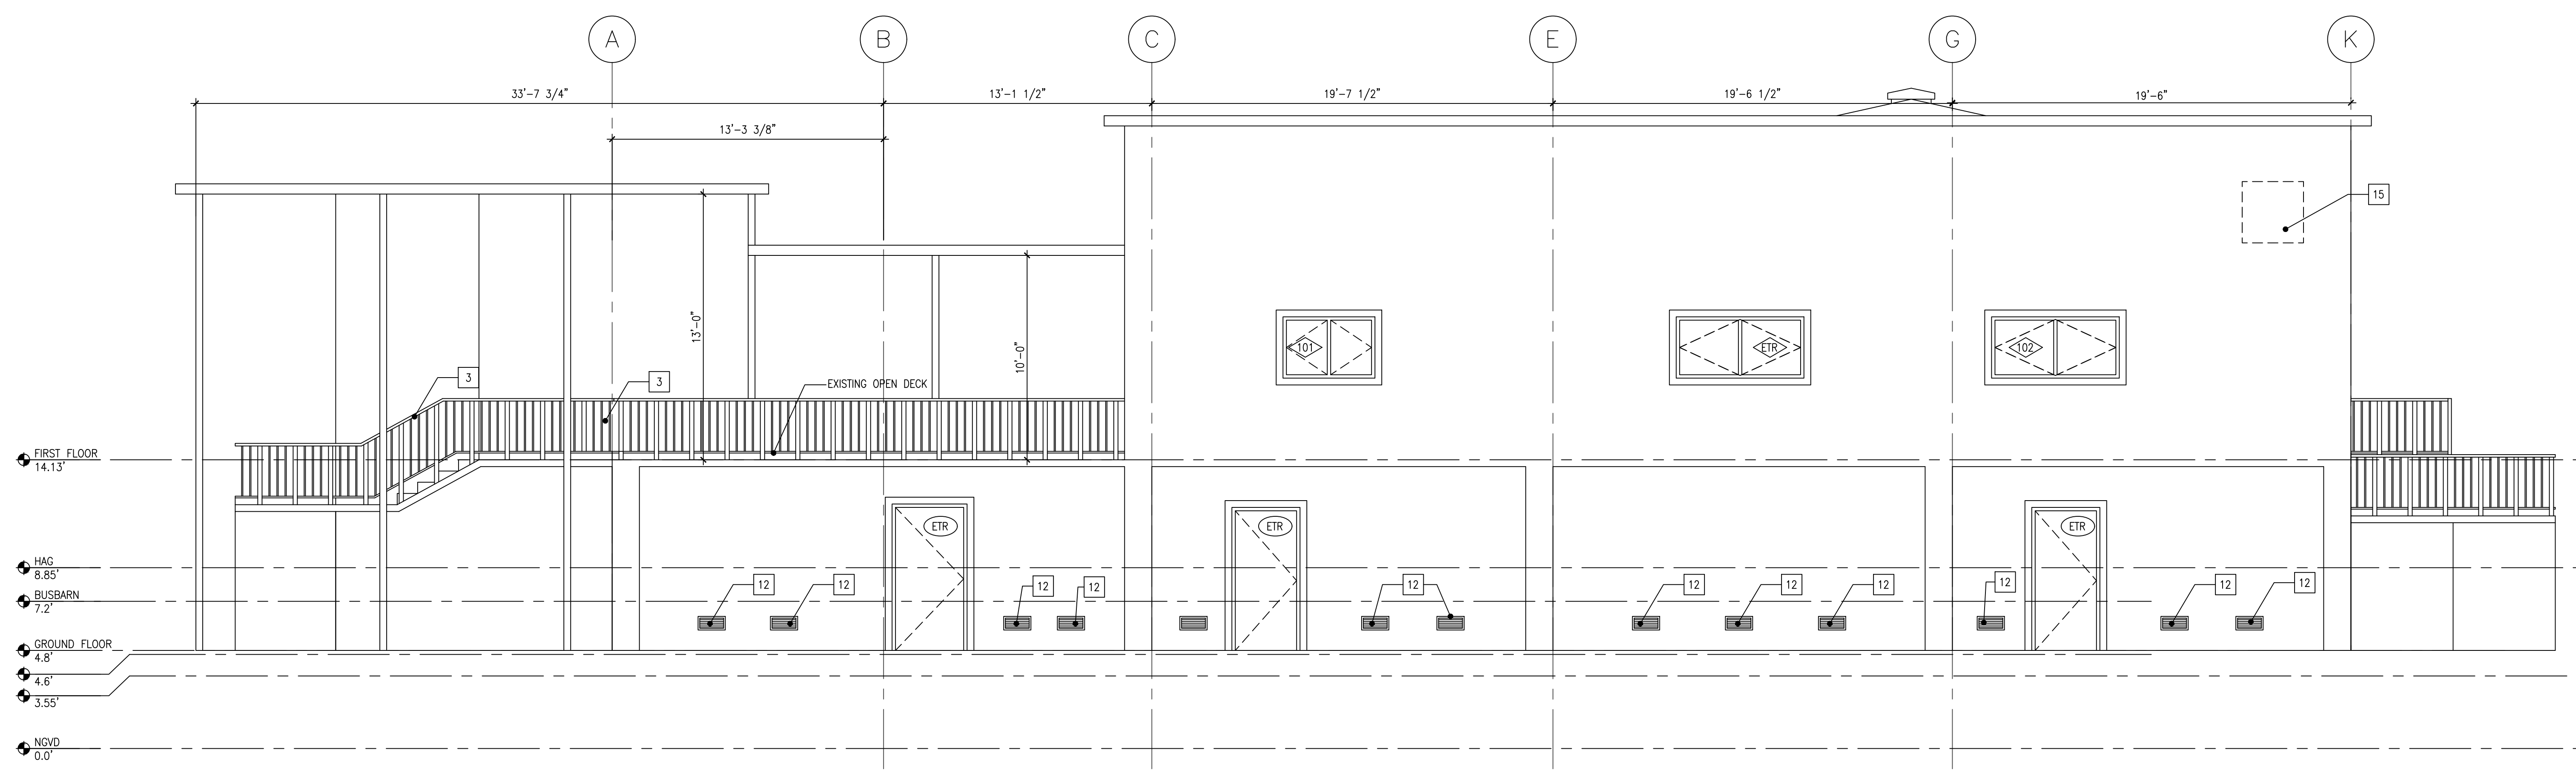 A B C E G K
33'-7 3/4" 13'-1 1/2" 19'-7 1/2" 19'-6 1/2" 19'-6"
13'-3 3/8"
15
13'-0"
10'-0"
101 ETR 102
3 3
EXISTING OPEN DECK
FIRST FLOOR
14.13'
ETR ETR ETR
HAG
8.85'
12 12 12 12 12 12 12 12 12 12 12
BUSBARN
7.2'
GROUND FLOOR
4.8'
4.6'
3.55'
NGVD
0.0'